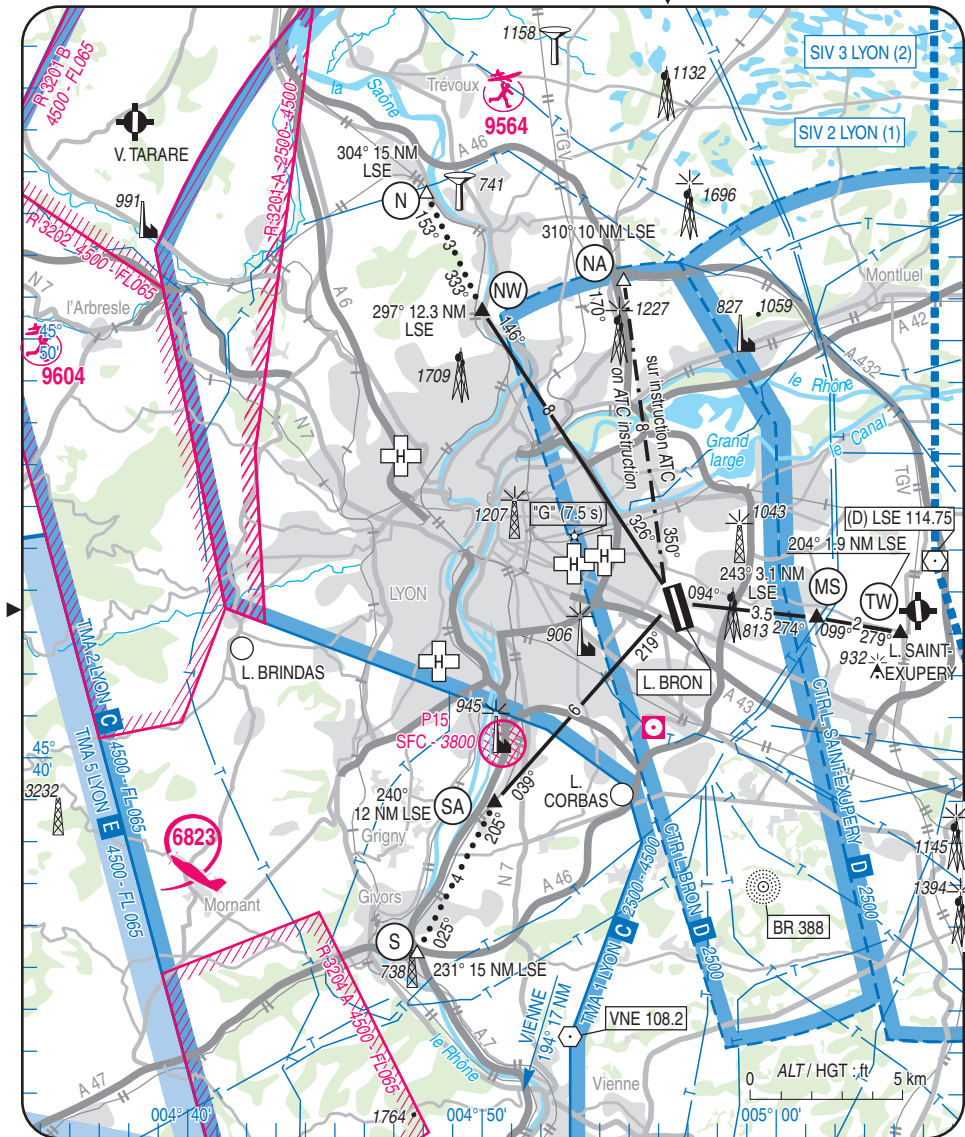 1158
SIV 3 LYON (2)
R 3201 B
4500 - FL065
la Saône
Trévoux
1132
9564
SIV 2 LYON (1)
V. TARARE
A 46
TGV
304° 15 NM
LSE
R 3201 A - 2500 - 4500
N
741
1696
991
153° 3 333°
310° 10 NM LSE
R 3202 4500 - FL065
NA
N 7
A 6
NW
Montluel
l'Arbresle
297° 12.3 NM
LSE
146°
170°
1227
827
1059
A 42
45°
50'
9604
1709
A 432
le Rhône
sur instruction ATC
on ATC instruction
8
8
N 7
Grand
large
le Canal
H
TGV
1207
"G" (7.5 s)
326°
350°
1043
(D) LSE 114.75
204° 1.9 NM LSE
H
H
243° 3.1 NM
LSE
MS
TW
LYON
094°
3.5
274°
099°
2
279°
813
906
219°
932
L. SAINT-
EXUPERY
L. BRINDAS
H
L. BRON
6
A 43
945
P15
SFC - 3800
TMA 2 LYON C 4500 - FL065
TMA 5 LYON E 4500 - FL 065
45°
40'
3232
240°
12 NM LSE
SA
039°
205°
L.
CORBAS
Grigny
CTR L. SAINT-EXUPERY D 2500
CTR L. BRON D 2500
6823
4
N 7
A 46
1145
1394
Mornant
Givors
BR 388
025°
S
738
231° 15 NM LSE
R 3204 A - 4500 - FL065
TMA 1 LYON C 2500 - 4500
VIENNE
194° 17 NM
VNE 108.2
A 7
le Rhône
A 47
Vienne
ALT / HGT : ft
0
5 km
1764
004° 40'
004° 50'
005° 00'